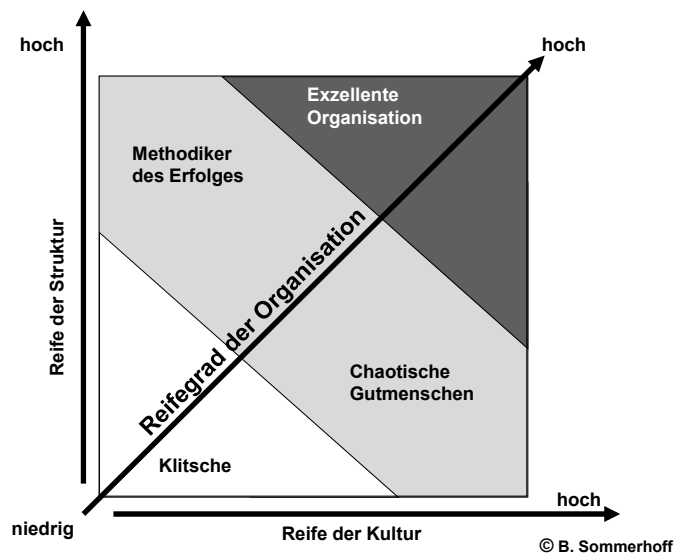 hoch
hoch
Exzellente
Organisation
Methodiker
des Erfolges
Reife der Struktur
Reifegrad der Organisation
Chaotische
Gutmenschen
Klitsche
hoch
niedrig
Reife der Kultur
© B. Sommerhoff